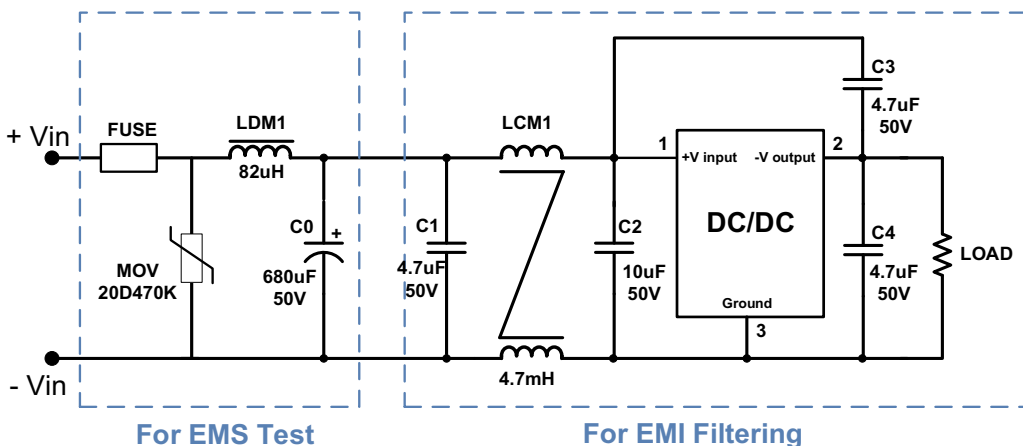 + Vin
FUSE
LDM1
82uH
MOV
20D470K
C0
+
680uF
50V
- Vin
For EMS Test
C1
4.7uF
50V
LCM1
4.7mH
C2
10uF
50V
1
+V input
-V output
2
DC/DC
Ground
3
C3
4.7uF
50V
C4
4.7uF
50V
LOAD
For EMI Filtering